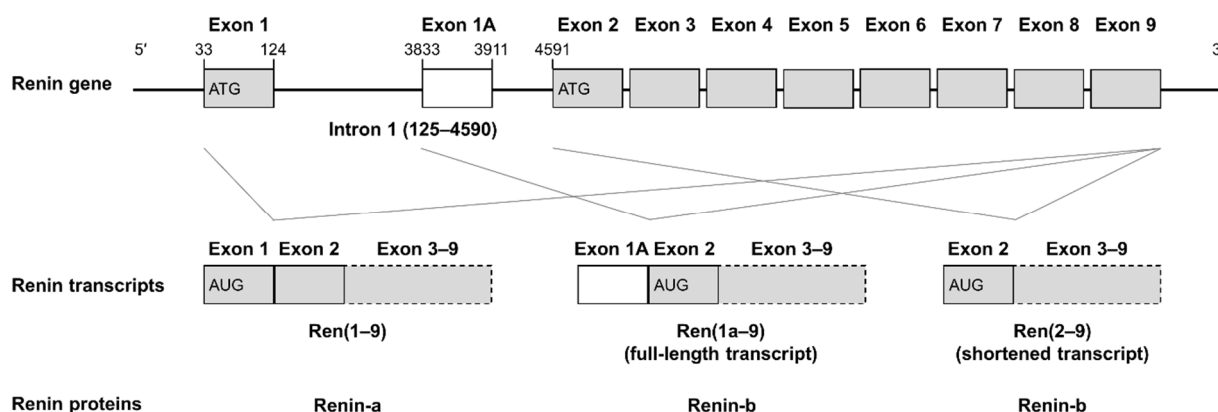 Exon 1 Exon 1A Exon 2 Exon 3 Exon 4 Exon 5 Exon 6 Exon 7 Exon 8 Exon 9
5′ 33 124 3833 3911 4591 3
Renin gene ATG ATG
Intron 1 (125–4590)
Exon 1 Exon 2 Exon 3–9 Exon 1A Exon 2 Exon 3–9 Exon 2 Exon 3–9
Renin transcripts AUG AUG AUG
Ren(1–9) Ren(1a–9) Ren(2–9)
(full-length transcript) (shortened transcript)
Renin proteins Renin-a Renin-b Renin-b